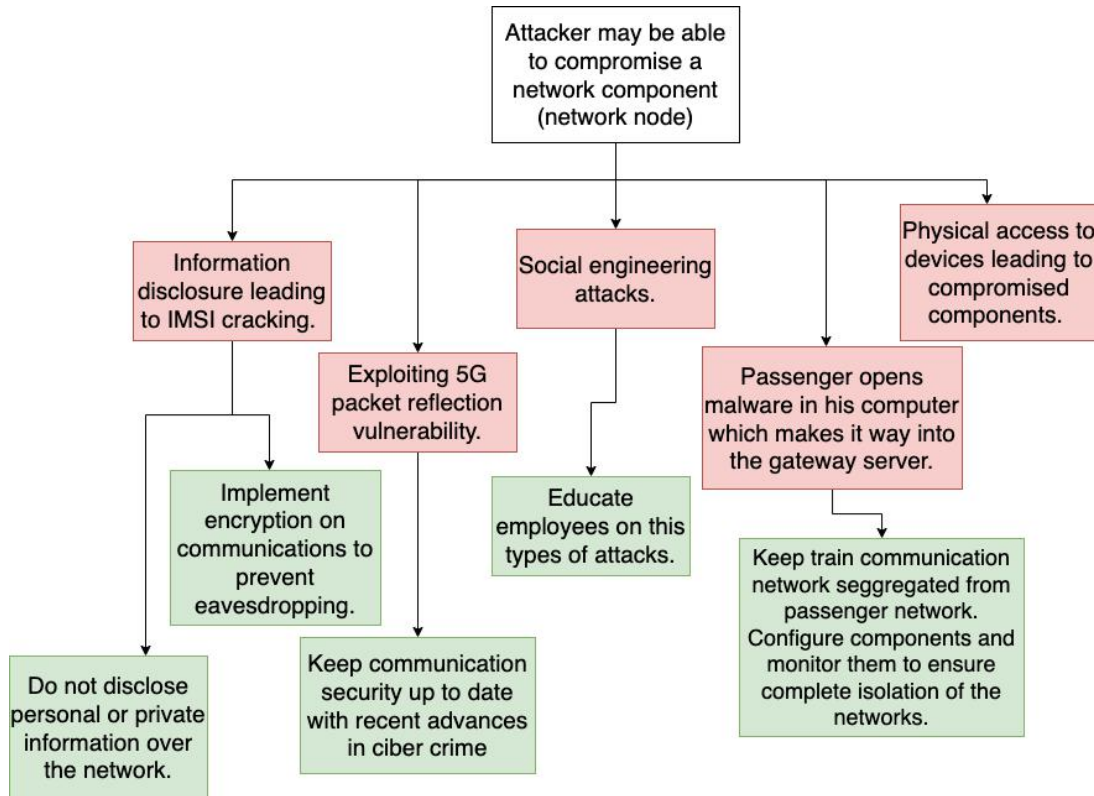 Attacker may be able
to compromise a
network component
(network node)
Information
disclosure leading
to IMSI cracking.
Exploiting 5G
packet reflection
vulnerability.
Social engineering
attacks.
Passenger opens
malware in his computer
which makes it way into
the gateway server.
Physical access to
devices leading to
compromised
components.
Do not disclose
personal or private
information over
the network.
Implement
encryption on
communications to
prevent
eavesdropping.
Keep communication
security up to date
with recent advances
in ciber crime
Educate
employees on this
types of attacks.
Keep train communication
network seggregated from
passenger network.
Configure components and
monitor them to ensure
complete isolation of the
networks.